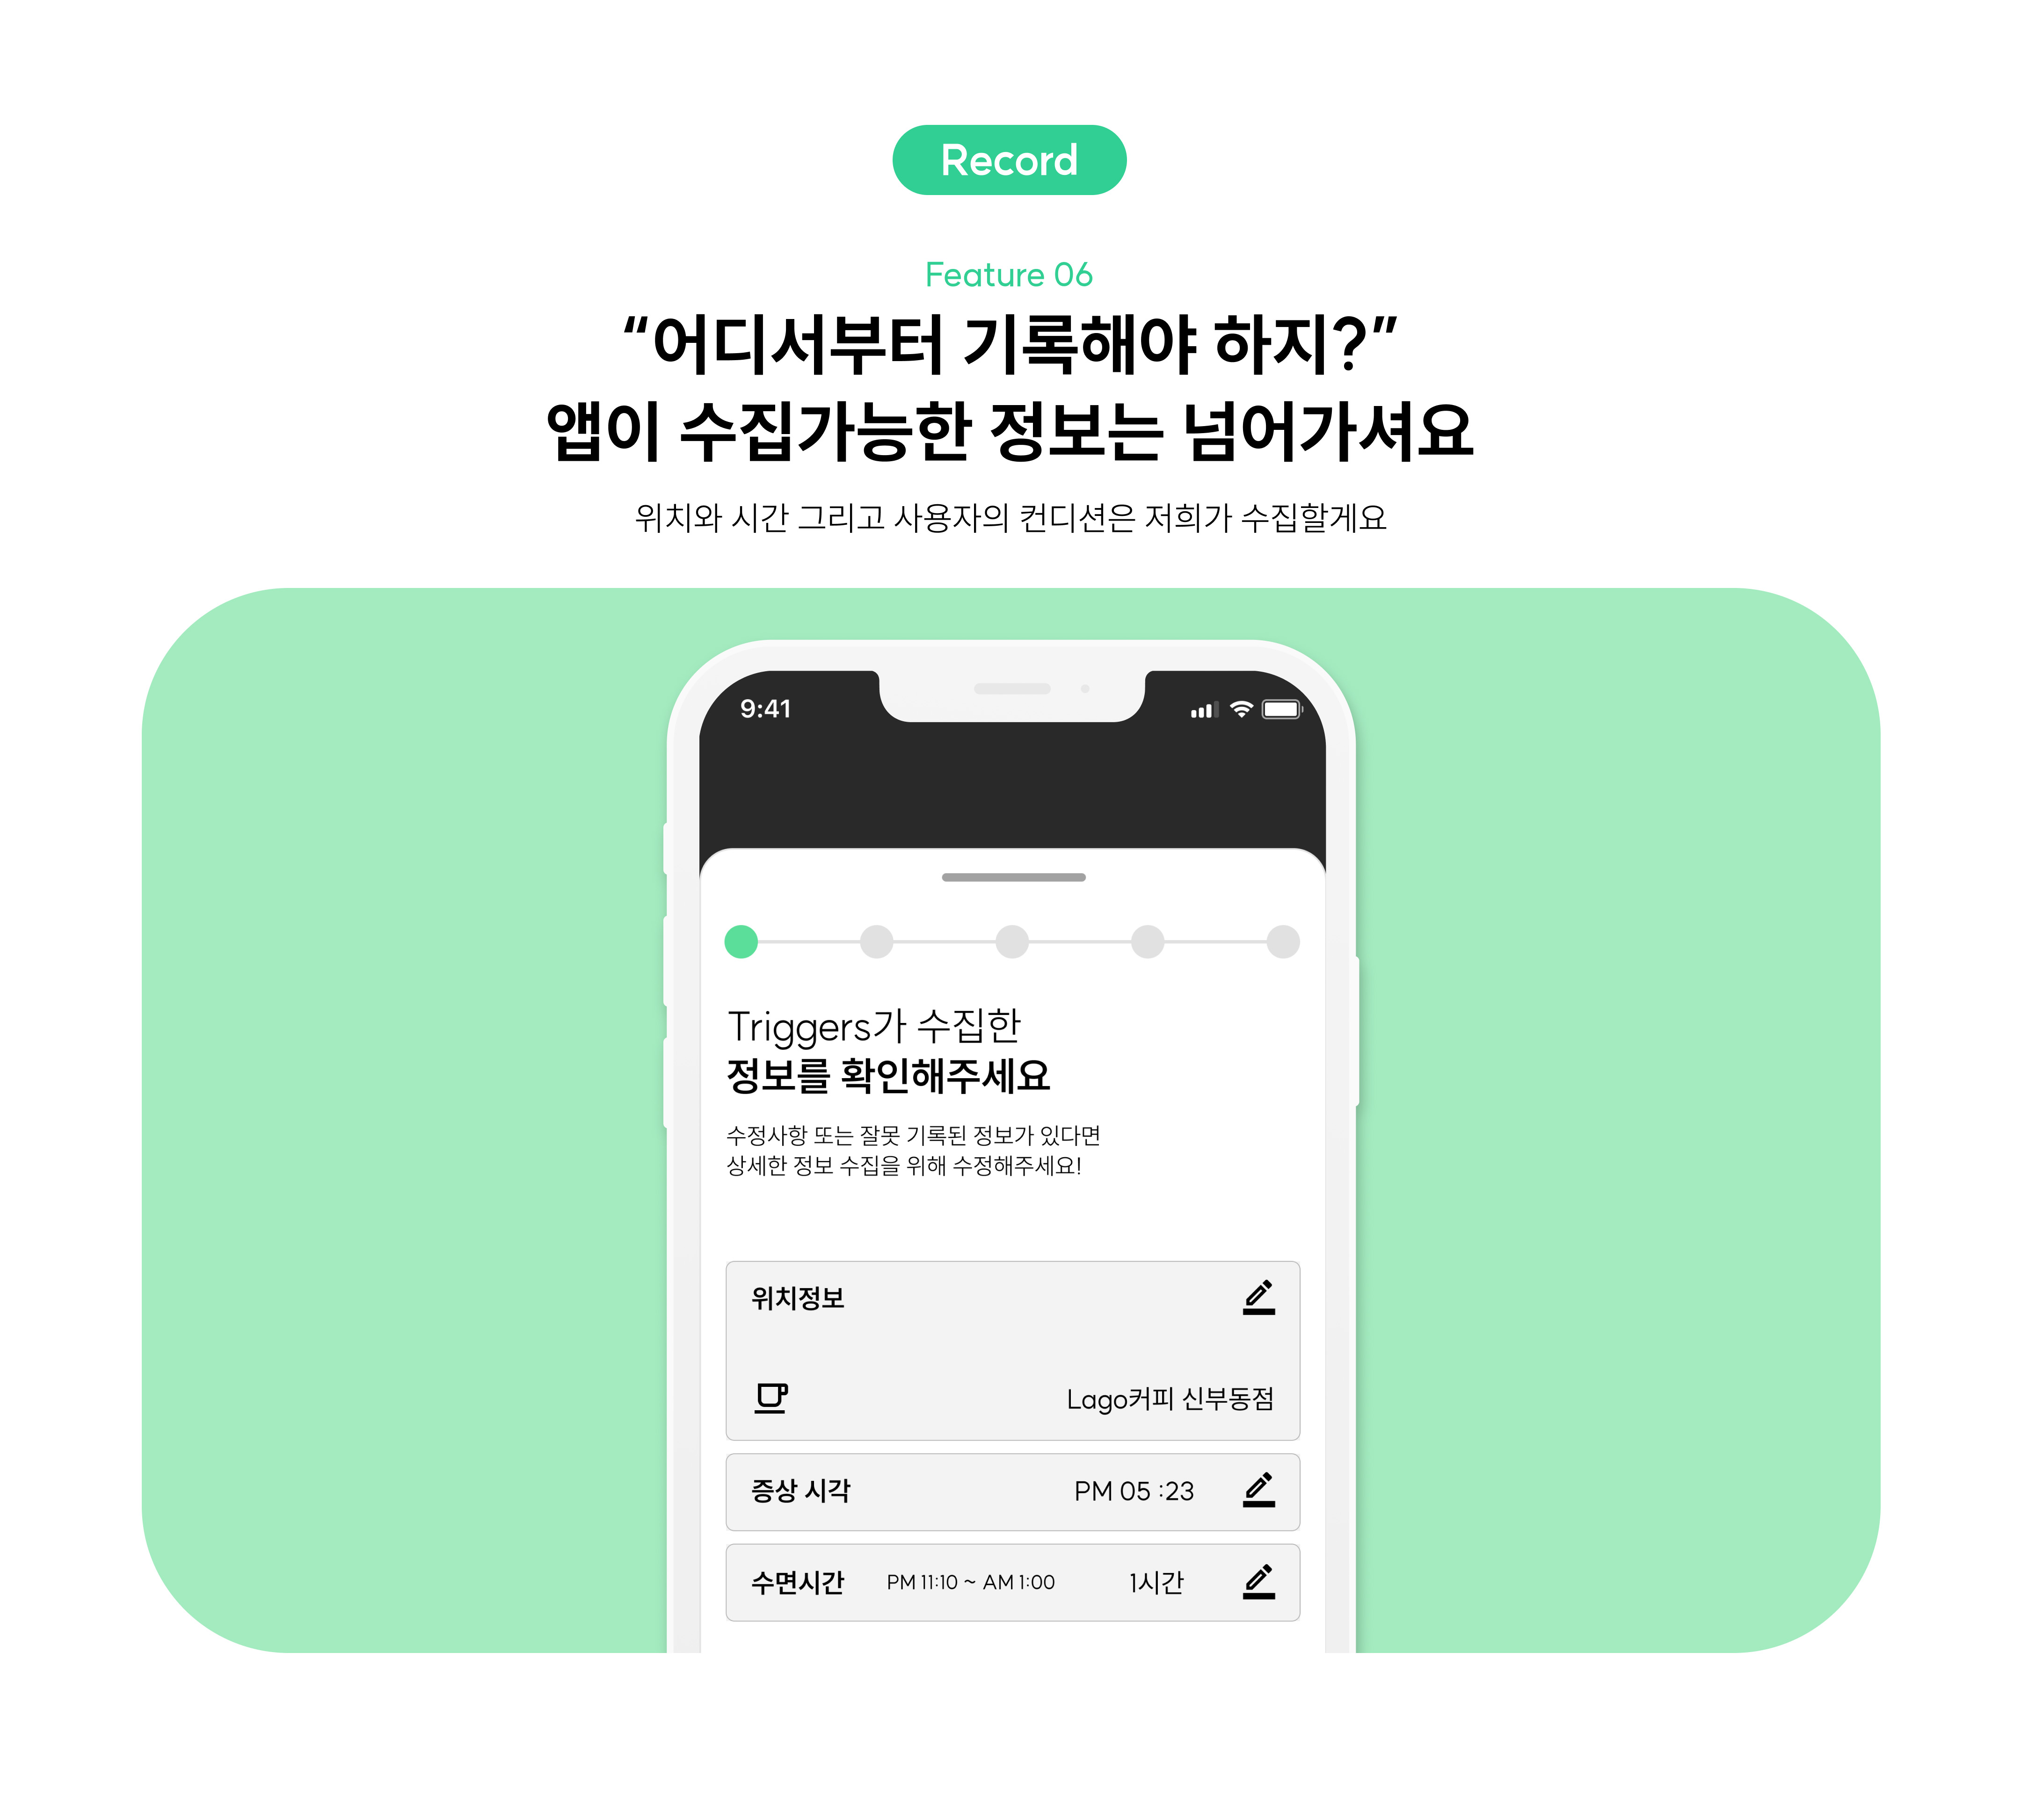 Record
Feature 06
“어디서부터 기록해야 하지?”
앱이 수집가능한 정보는 넘어가셔요
위치와 시간 그리고 사용자의 컨디션은 저희가 수집할게요
9:41
Triggers가 수집한
정보를 확인해주세요
수정사항 또는 잘못 기록된 정보가 있다면
상세한 정보 수집을 위해 수정해주세요!
위치정보
Lago커피 신부동점
증상 시각 PM 05 :23
수면시간 PM 11:10 ~ AM 1:00 1시간